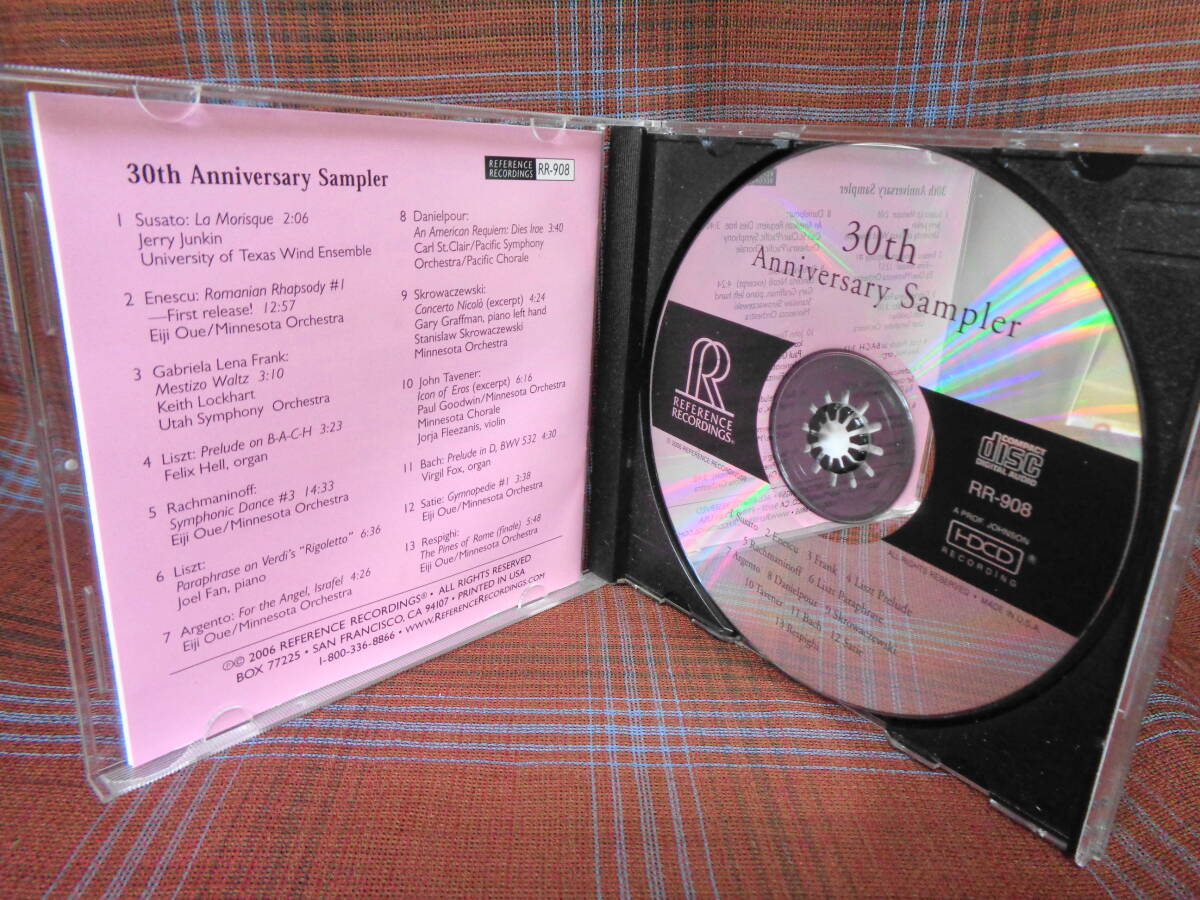 30th Anniversary Sampler
REFERENCE RECORDINGS RR-908
1 Susato: La Morisque 2:06
Jerry Junkin
University of Texas Wind Ensemble
2 Enescu: Romanian Rhapsody #1
—First release! 12:57
Eiji Oue/Minnesota Orchestra
3 Gabriela Lena Frank:
Mestizo Waltz 3:10
Keith Lockhart
Utah Symphony Orchestra
4 Liszt: Prelude on B-A-C-H 3:23
Felix Hell, organ
5 Rachmaninoff:
Symphonic Dance #3 14:33
Eiji Oue/Minnesota Orchestra
6 Liszt:
Paraphrase on Verdi's "Rigoletto" 6:36
Joel Fan, piano
7 Argento: For the Angel, Israfel 4:26
Eiji Oue/Minnesota Orchestra
8 Danielpour:
An American Requiem: Dies Irae 3:40
Carl St.Clair/Pacific Symphony
Orchestra/Pacific Chorale
9 Skrowaczewski:
Concerto Nicolò (excerpt) 4:24
Gary Graffman, piano left hand
Stanislaw Skrowaczewski
Minnesota Orchestra
10 John Tavener:
Icon of Eros (excerpt) 6:16
Paul Goodwin/Minnesota Orchestra
Minnesota Chorale
Jorja Fleezanis, violin
11 Bach: Prelude in D, BWV 532 4:30
Virgil Fox, organ
12 Satie: Gymnopedie #1 3:38
Eiji Oue/Minnesota Orchestra
13 Respighi:
The Pines of Rome (finale) 5:48
Eiji Oue/Minnesota Orchestra
℗© 2006 REFERENCE RECORDINGS® • ALL RIGHTS RESERVED
BOX 77225 • SAN FRANCISCO, CA 94107 • PRINTED IN USA
1-800-336-8866 • WWW.REFERENCERECORDINGS.COM
30th
Anniversary Sampler
RR
REFERENCE
RECORDINGS®
COMPACT
disc
DIGITAL AUDIO
RR-908
A PROF. JOHNSON
HDCD®
RECORDING
ALL RIGHTS RESERVED • MADE IN U.S.A.
1 Susato 2 Enescu 3 Frank 4 Liszt Prelude
5 Rachmaninoff 6 Liszt Paraphrase
7 Argento 8 Danielpour 9 Skrowaczewski
10 Tavener 11 Bach 12 Satie
13 Respighi